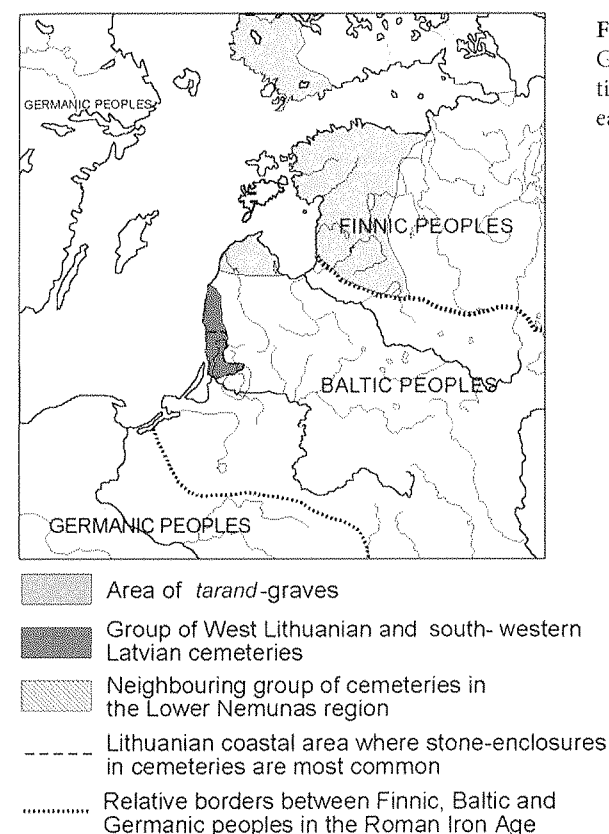 F
G
ti
ea
GERMANIC PEOPLES
FINNIC PEOPLES
BALTIC PEOPLES
GERMANIC PEOPLES
Area of tarand-graves
Group of West Lithuanian and south- western
Latvian cemeteries
Neighbouring group of cemeteries in
the Lower Nemunas region
Lithuanian coastal area where stone-enclosures
in cemeteries are most common
Relative borders between Finnic, Baltic and
Germanic peoples in the Roman Iron Age